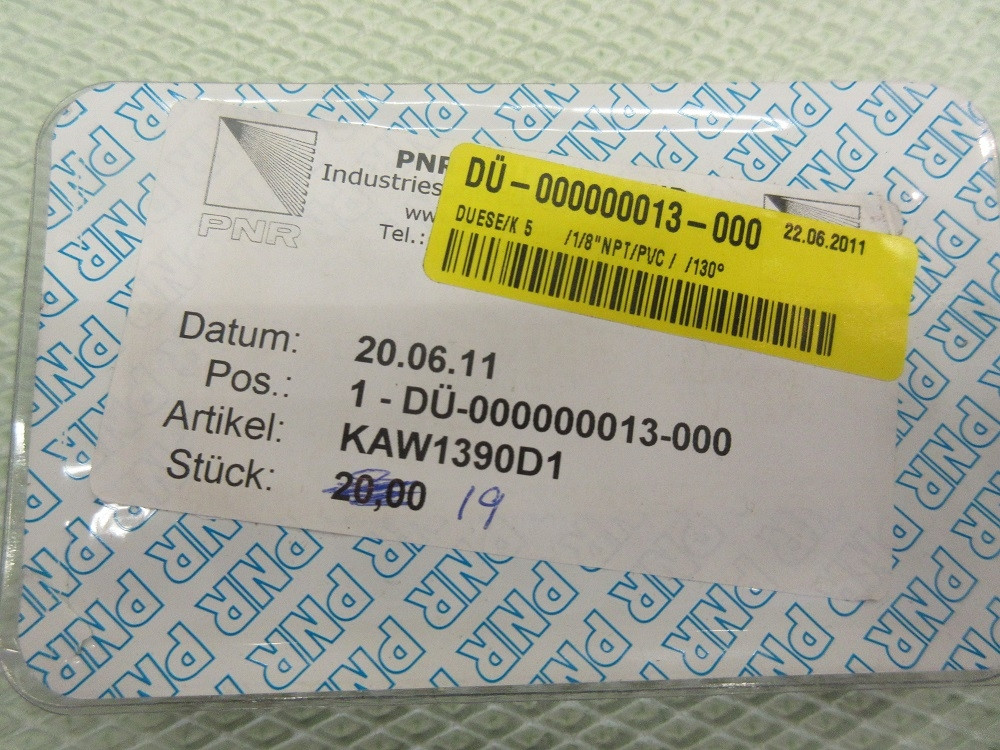 PNR
PNR
Industries
Tel.:
DÜ-000000013-000
22.06.2011
DUESE/K 5 /1/8"NPT/PVC / /130°
Datum: 20.06.11
Pos.: 1 - DÜ-000000013-000
Artikel: KAW1390D1
Stück: 20,00 19